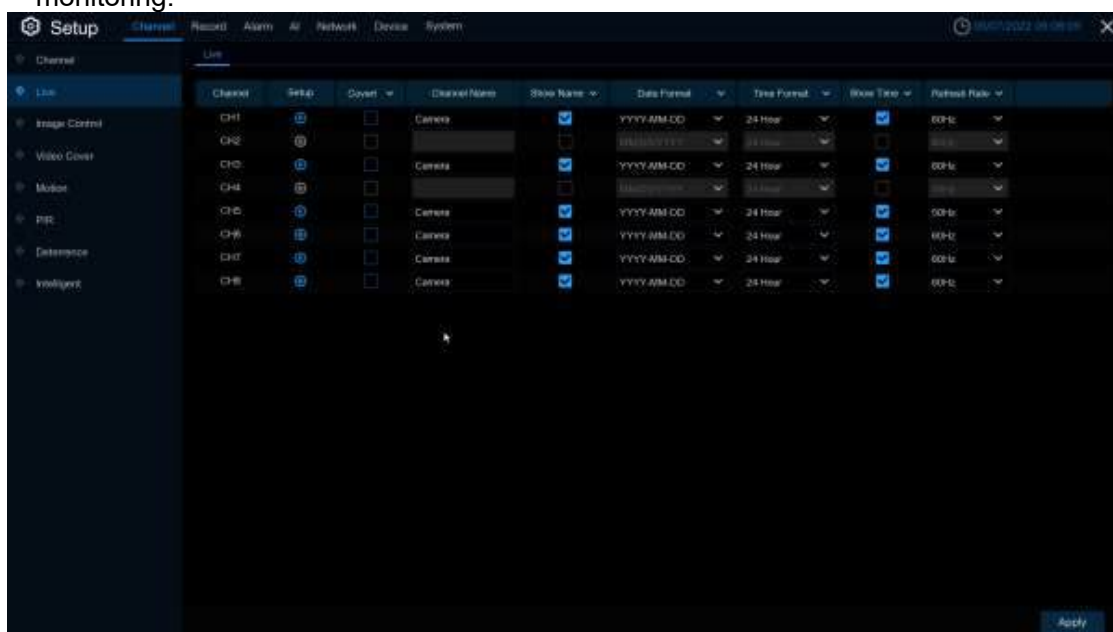 monitoring.
Setup Channel Record Alarm AI Network Device System
Channel Live
Live
Channel Setup Covert Channel Name Show Name Date Format Time Format Show Time Refresh Rate
Image Control
CH1 Camera YYYY-MM-DD 24 Hour 60Hz
CH2
Video Cover
CH3 Camera YYYY-MM-DD 24 Hour 60Hz
Motion
CH4
PIR
CH5 Camera YYYY-MM-DD 24 Hour
CH6 Camera YYYY-MM-DD 24 Hour 60Hz
Deterrence
CH7 Camera YYYY-MM-DD 24 Hour 60Hz
Intelligent
CH8 Camera YYYY-MM-DD 24 Hour 60Hz
Apply